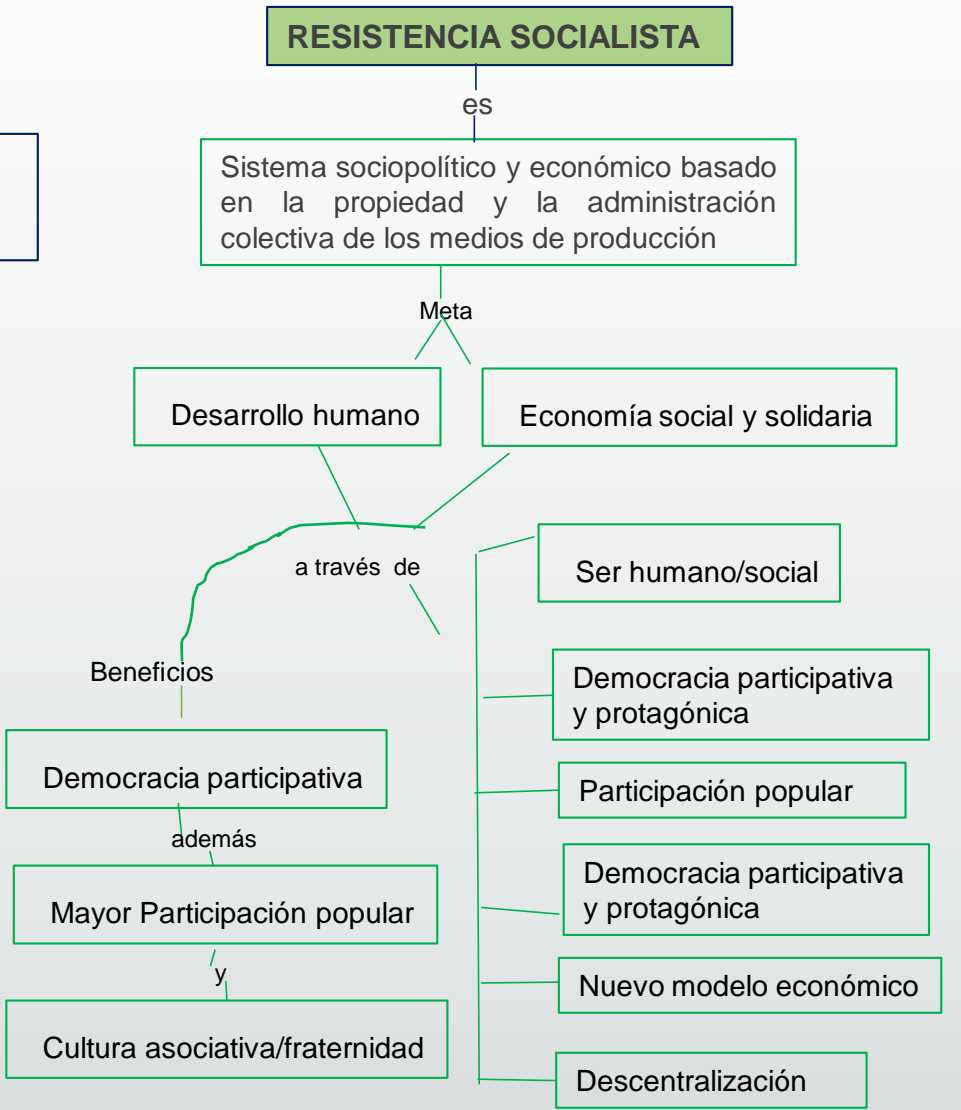 RESISTENCIA SOCIALISTA
es
Sistema sociopolítico y económico basado
en la propiedad y la administración
colectiva de los medios de producción
Meta
Desarrollo humano
Economía social y solidaria
a través de
Ser humano/social
Beneficios
Democracia participativa
y protagónica
Democracia participativa
Participación popular
además
Democracia participativa
y protagónica
Mayor Participación popular
y
Nuevo modelo económico
Cultura asociativa/fraternidad
Descentralización